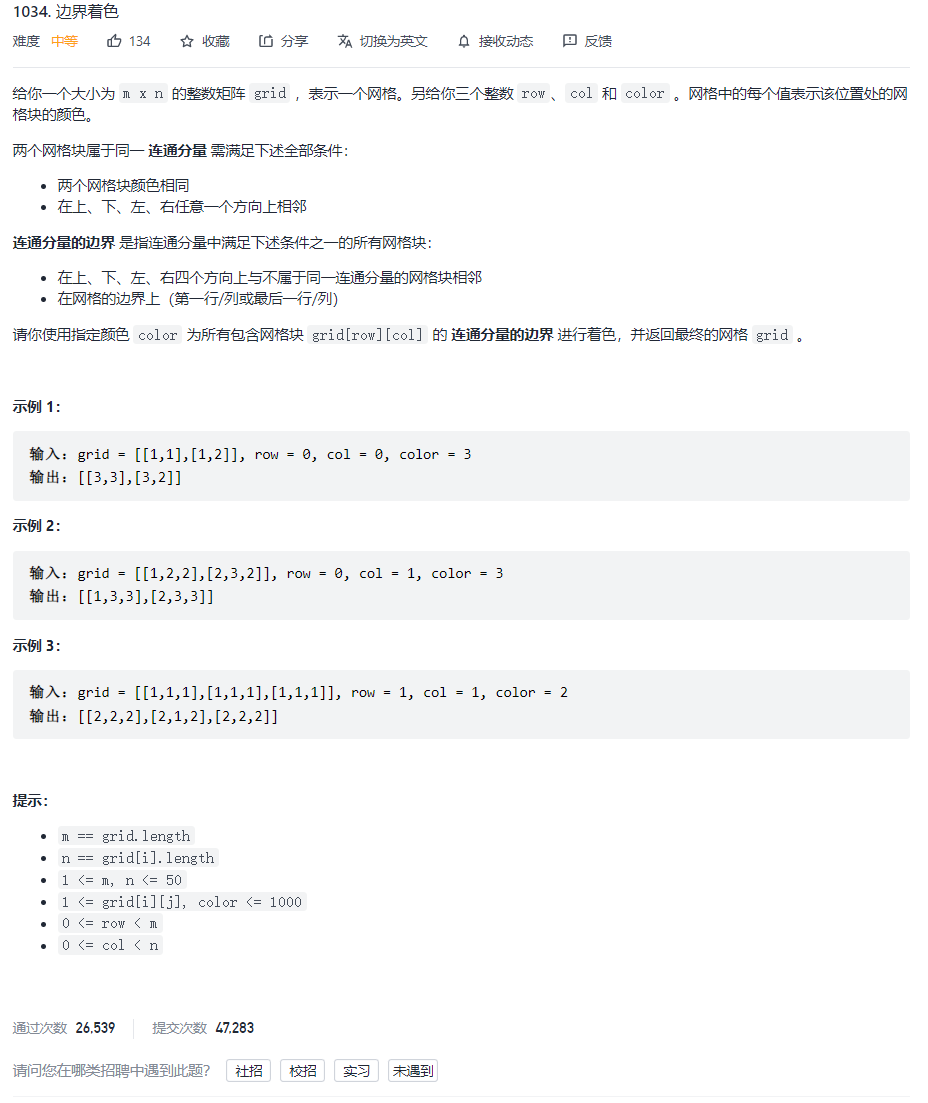 1034. 边界着色
难度 中等 134 收藏 分享 切换为英文 接收动态 反馈
给你一个大小为 m x n 的整数矩阵 grid ，表示一个网格。另给你三个整数 row、col 和 color 。网格中的每个值表示该位置处的网
格块的颜色。
两个网格块属于同一 连通分量 需满足下述全部条件：
• 两个网格块颜色相同
• 在上、下、左、右任意一个方向上相邻
连通分量的边界 是指连通分量中满足下述条件之一的所有网格块：
• 在上、下、左、右四个方向上与不属于同一连通分量的网格块相邻
• 在网格的边界上（第一行/列或最后一行/列）
请你使用指定颜色 color 为所有包含网格块 grid[row][col] 的 连通分量的边界 进行着色，并返回最终的网格 grid 。
示例 1：
输入：grid = [[1,1],[1,2]], row = 0, col = 0, color = 3
输出：[[3,3],[3,2]]
示例 2：
输入：grid = [[1,2,2],[2,3,2]], row = 0, col = 1, color = 3
输出：[[1,3,3],[2,3,3]]
示例 3：
输入：grid = [[1,1,1],[1,1,1],[1,1,1]], row = 1, col = 1, color = 2
输出：[[2,2,2],[2,1,2],[2,2,2]]
提示：
• m == grid.length
• n == grid[i].length
• 1 <= m, n <= 50
• 1 <= grid[i][j], color <= 1000
• 0 <= row < m
• 0 <= col < n
通过次数 26,539 提交次数 47,283
请问您在哪类招聘中遇到此题？ 社招 校招 实习 未遇到